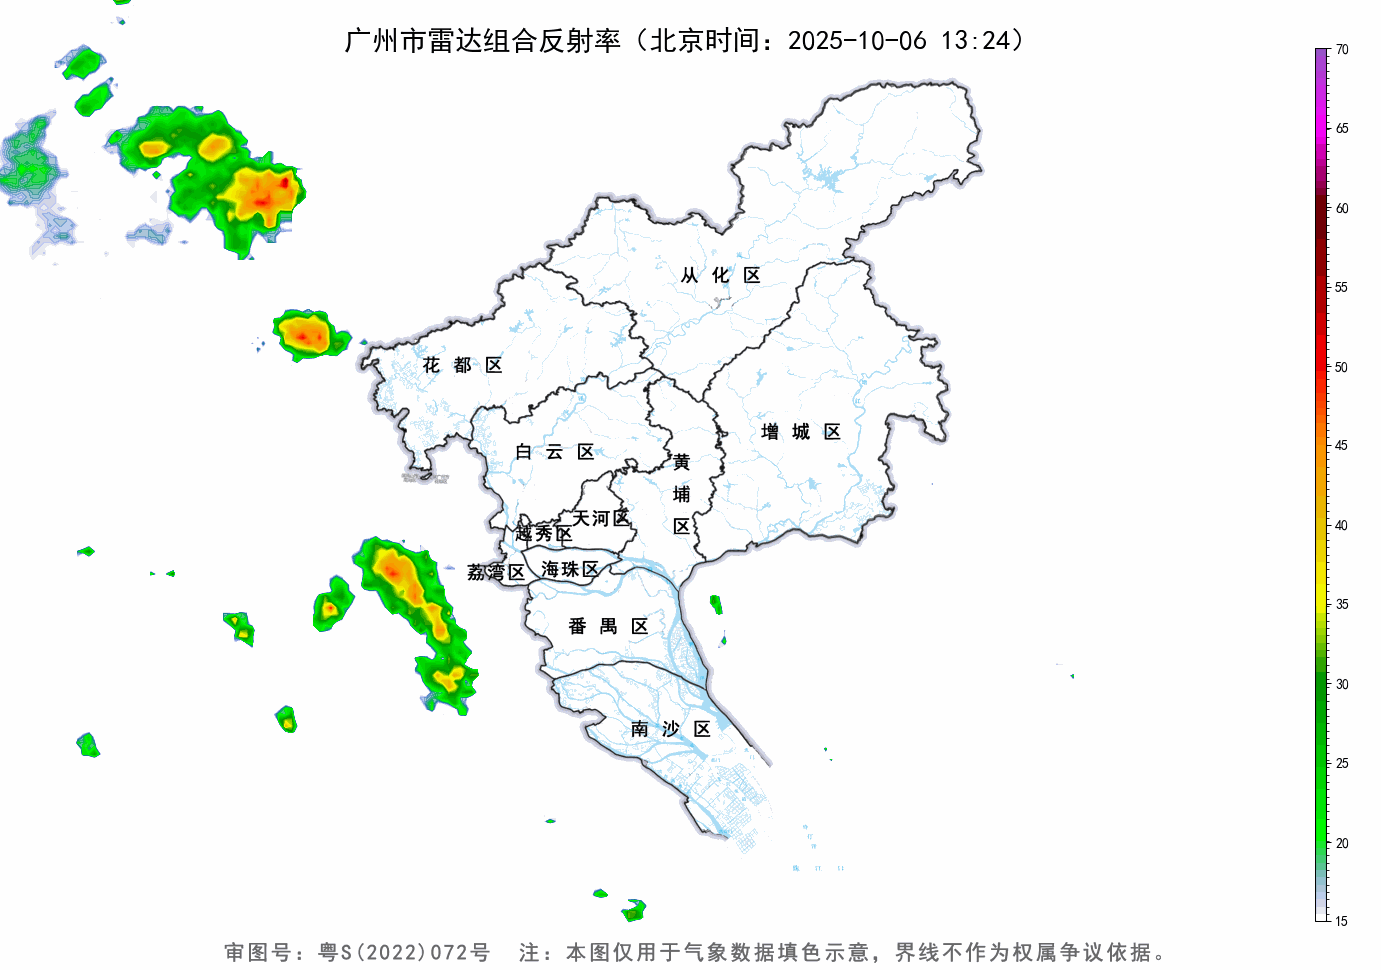 广州市雷达组合反射率（北京时间：2025-10-06 13:24）
70
65
60
55
50
45
40
35
30
25
20
15
从化区
花都区
增城区
白云区
黄埔区
天河区
越秀区
荔湾区
海珠区
番禺区
南沙区
审图号：粤S(2022)072号 注：本图仅用于气象数据填色示意，界线不作为权属争议依据。